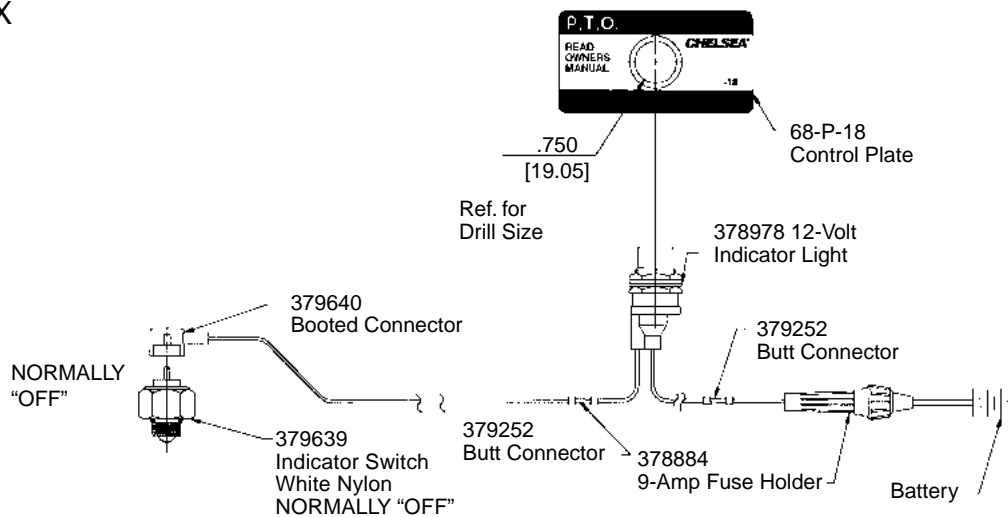 X
P.T.O.
READ
OWNERS
MANUAL
CHELSEA
-18
68-P-18
Control Plate
.750
[19.05]
Ref. for
Drill Size
378978 12-Volt
Indicator Light
379640
Booted Connector
379252
Butt Connector
NORMALLY
“OFF”
379639
Indicator Switch
White Nylon
NORMALLY “OFF”
379252
Butt Connector
378884
9-Amp Fuse Holder
Battery